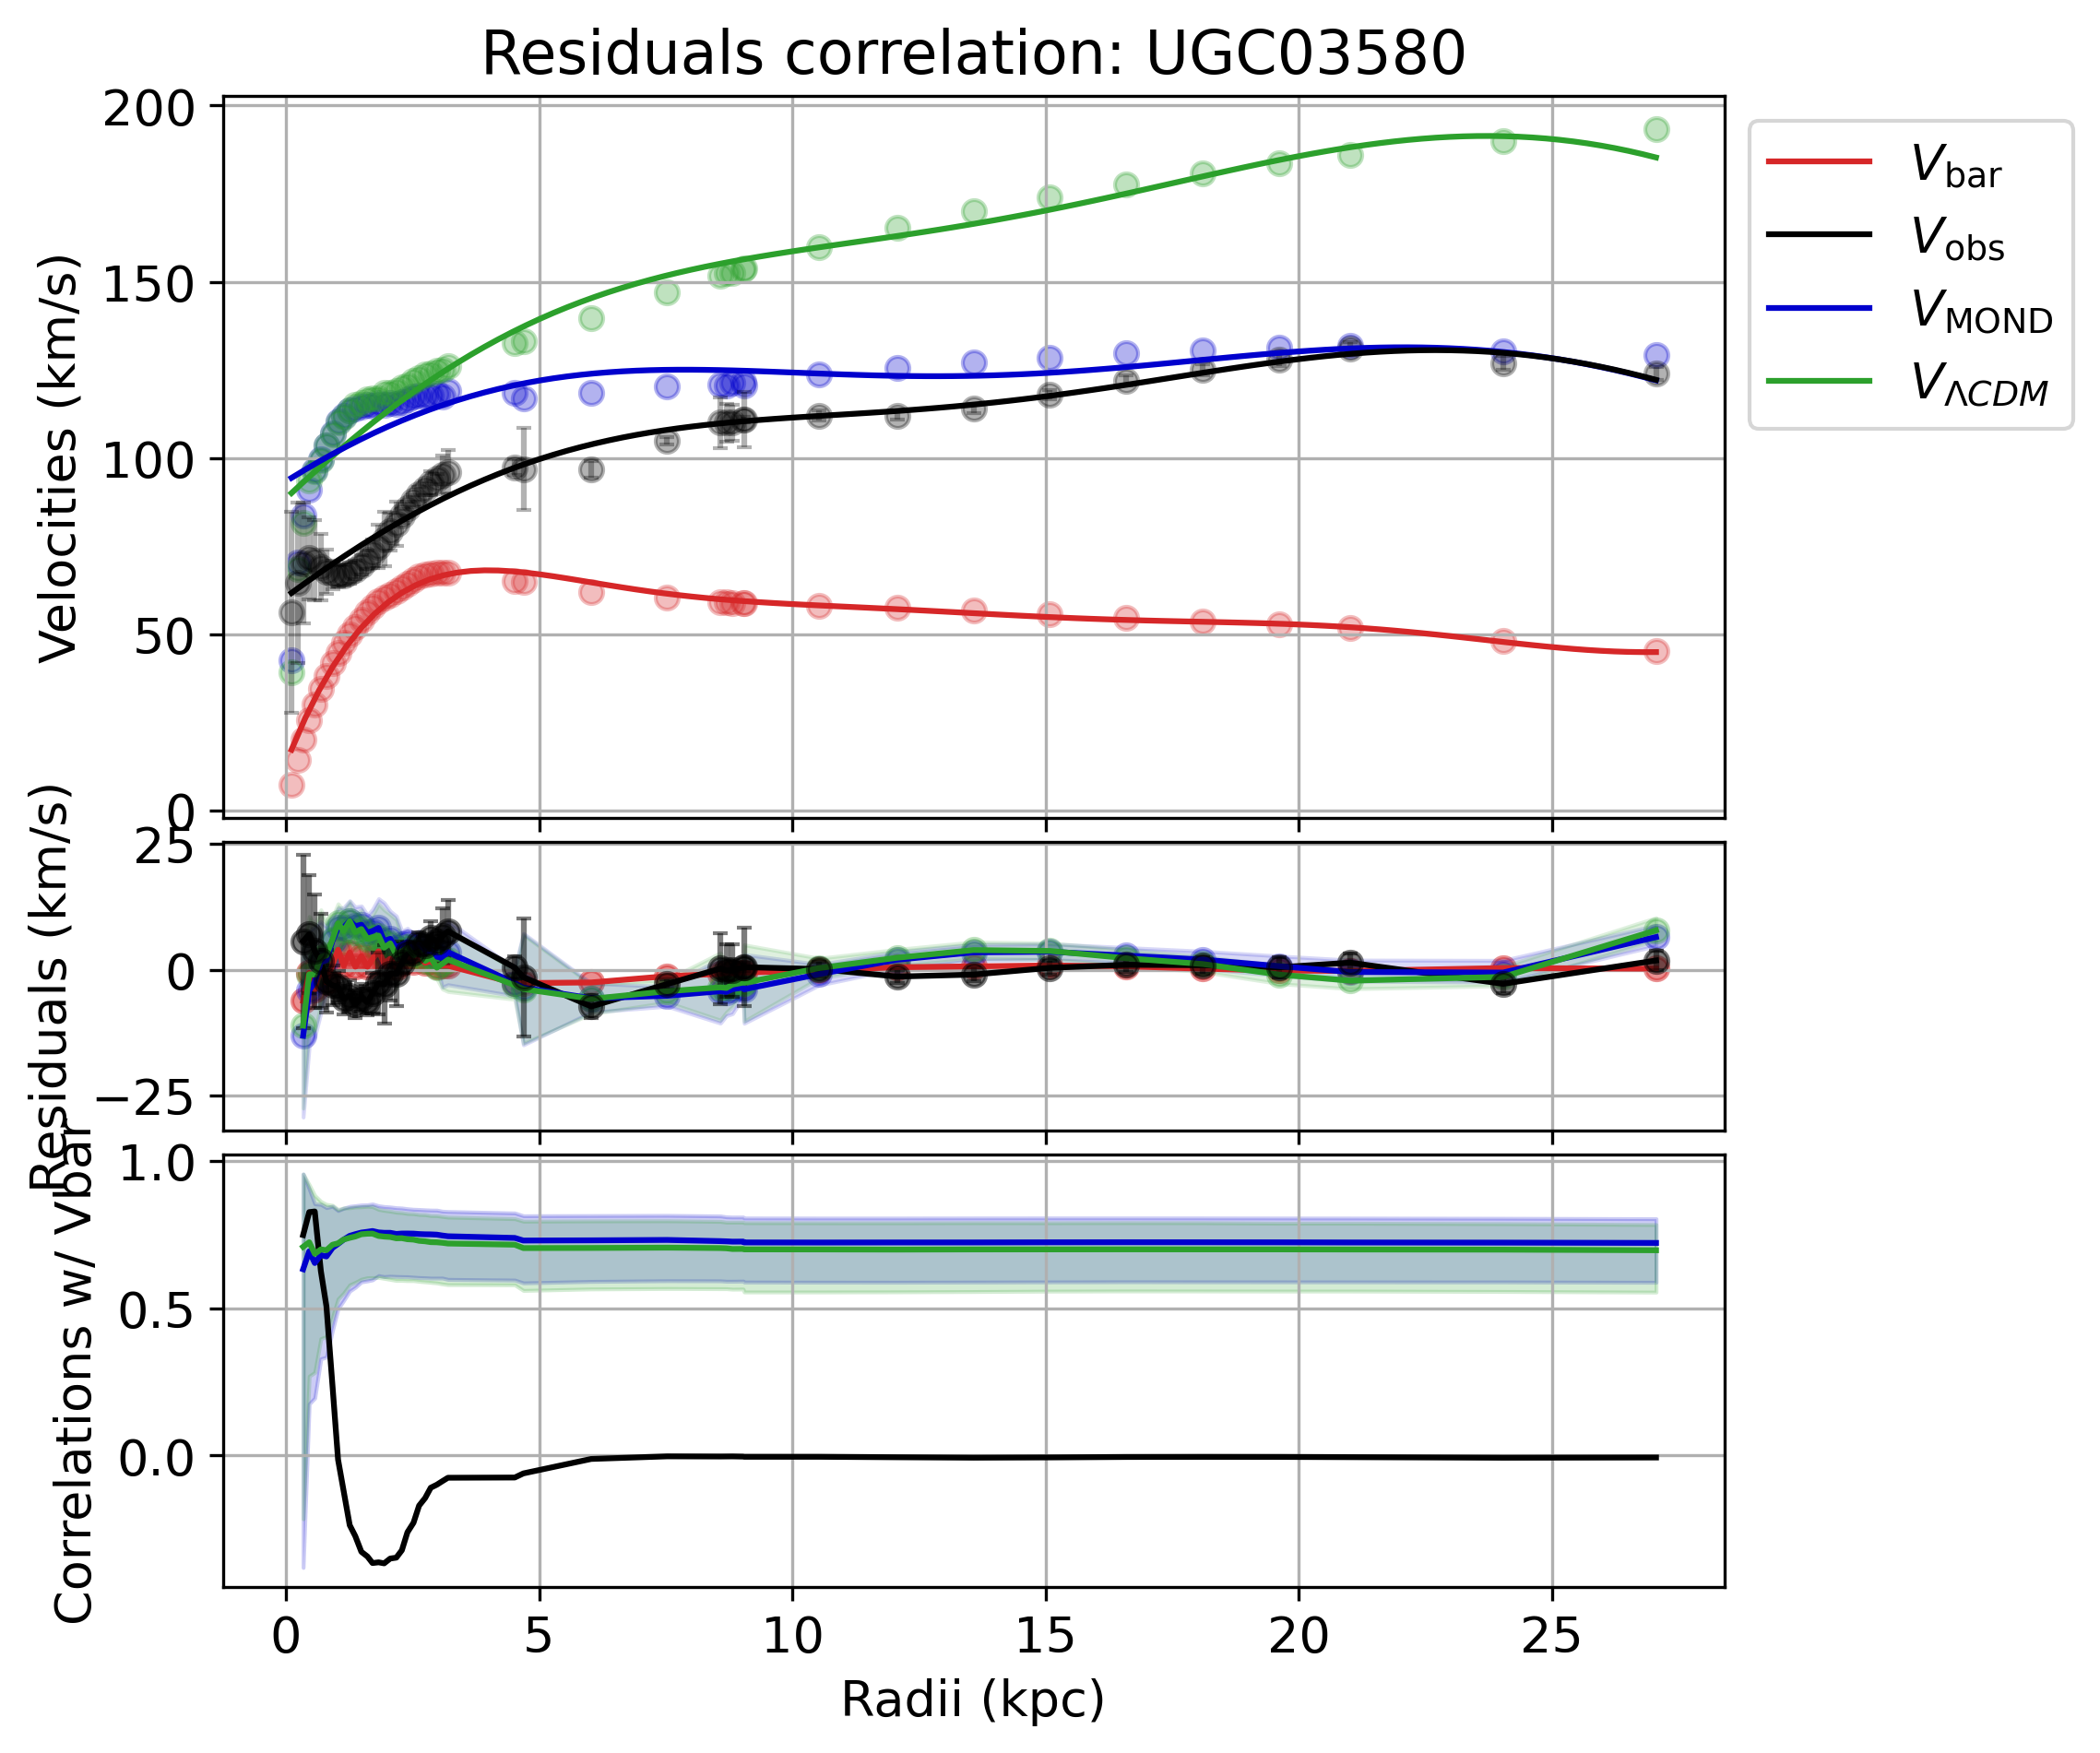 Residuals correlation: UGC03580
200
150
100
50
0
Velocities (km/s)
V_bar
V_obs
V_MOND
V_ΛCDM
25
0
−25
Residuals (km/s)
1.0
0.5
0.0
Correlations w/ Vbar
0 5 10 15 20 25
Radii (kpc)